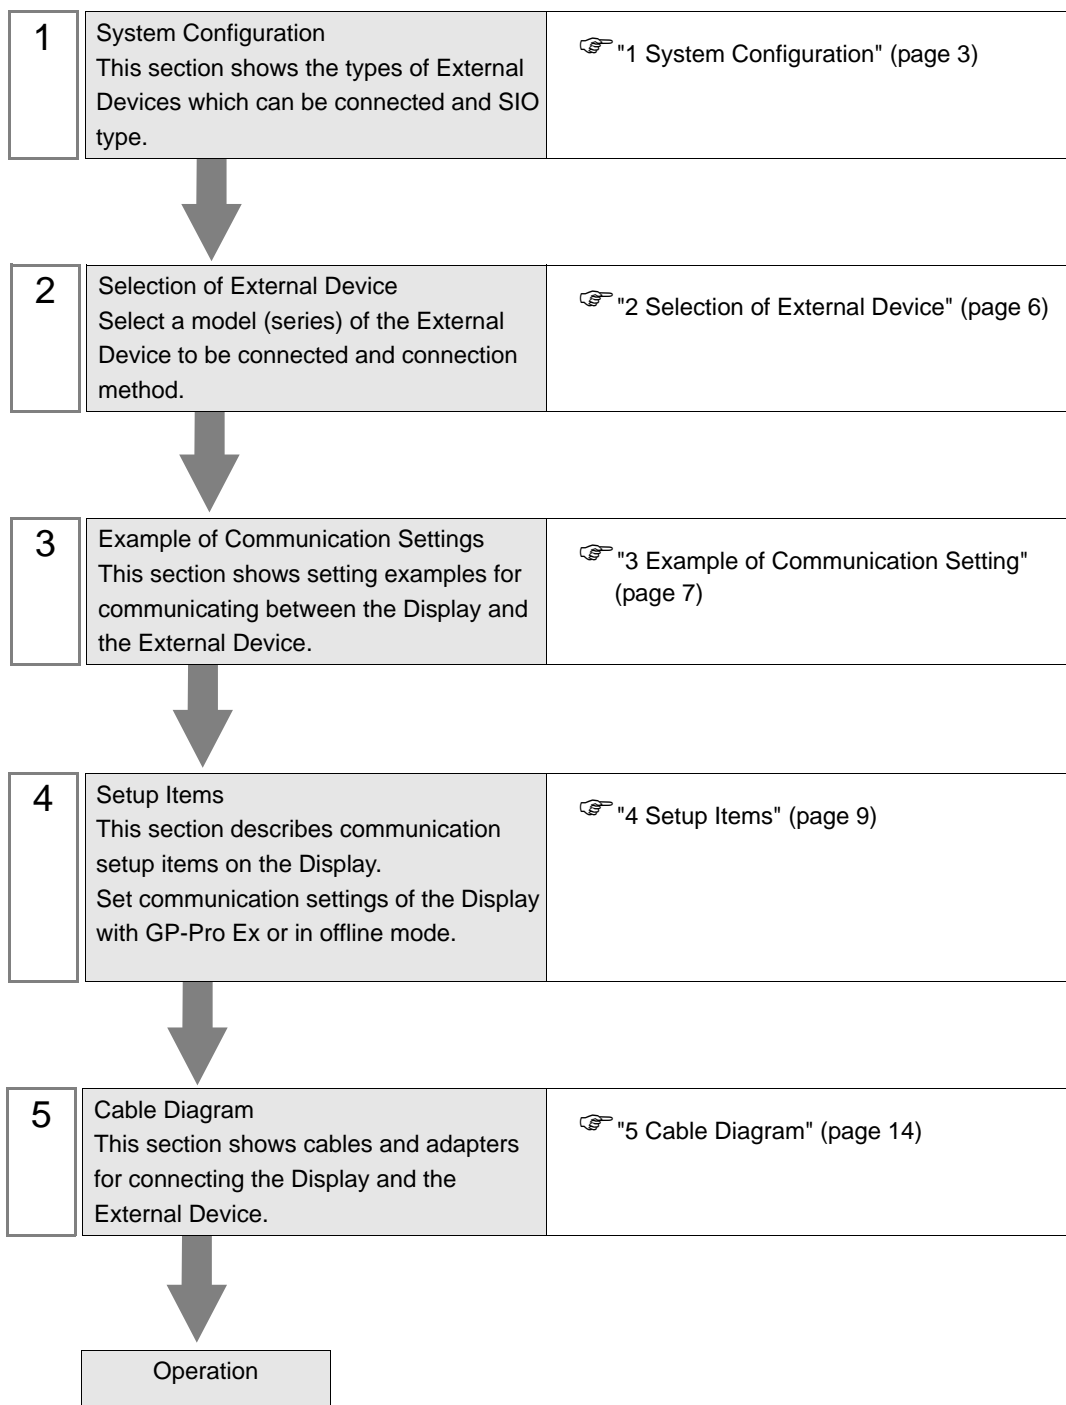 1
System Configuration
This section shows the types of External
Devices which can be connected and SIO
type.
"1 System Configuration" (page 3)
2
Selection of External Device
Select a model (series) of the External
Device to be connected and connection
method.
"2 Selection of External Device" (page 6)
3
Example of Communication Settings
This section shows setting examples for
communicating between the Display and
the External Device.
"3 Example of Communication Setting"
(page 7)
4
Setup Items
This section describes communication
setup items on the Display.
Set communication settings of the Display
with GP-Pro Ex or in offline mode.
"4 Setup Items" (page 9)
5
Cable Diagram
This section shows cables and adapters
for connecting the Display and the
External Device.
"5 Cable Diagram" (page 14)
Operation